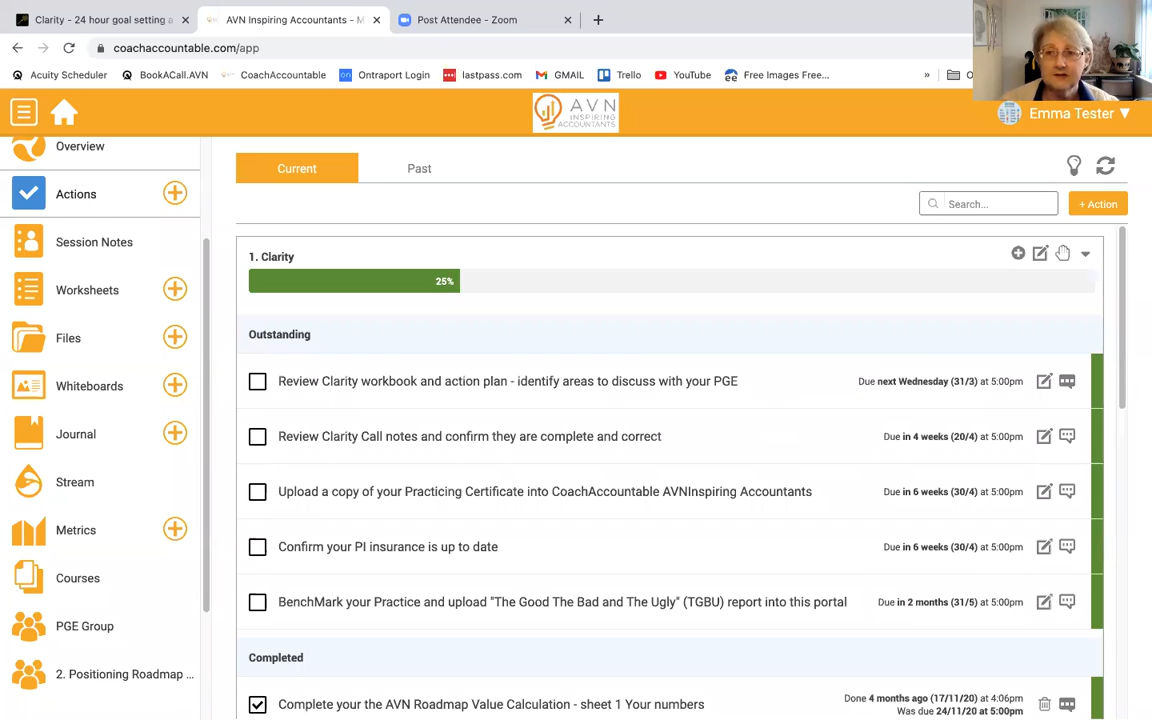 Clarity - 24 hour goal setting a
AVN Inspiring Accountants - M
Post Attendee - Zoom
coachaccountable.com/app
Acuity Scheduler
BookACall.AVN
CoachAccountable
Ontraport Login
lastpass.com
GMAIL
Trello
YouTube
Free Images Free...
»
AVN
INSPIRING
ACCOUNTANTS
Emma Tester ▼
Overview
Actions
Session Notes
Worksheets
Files
Whiteboards
Journal
Stream
Metrics
Courses
PGE Group
2. Positioning Roadmap ...
Current
Past
Search...
+ Action
1. Clarity
25%
Outstanding
Review Clarity workbook and action plan - identify areas to discuss with your PGE
Due next Wednesday (31/3) at 5:00pm
Review Clarity Call notes and confirm they are complete and correct
Due in 4 weeks (20/4) at 5:00pm
Upload a copy of your Practicing Certificate into CoachAccountable AVNInspiring Accountants
Due in 6 weeks (30/4) at 5:00pm
Confirm your PI insurance is up to date
Due in 6 weeks (30/4) at 5:00pm
BenchMark your Practice and upload "The Good The Bad and The Ugly" (TGBU) report into this portal
Due in 2 months (31/5) at 5:00pm
Completed
Complete your the AVN Roadmap Value Calculation - sheet 1 Your numbers
Done 4 months ago (17/11/20) at 4:06pm
Was due 24/11/20 at 5:00pm